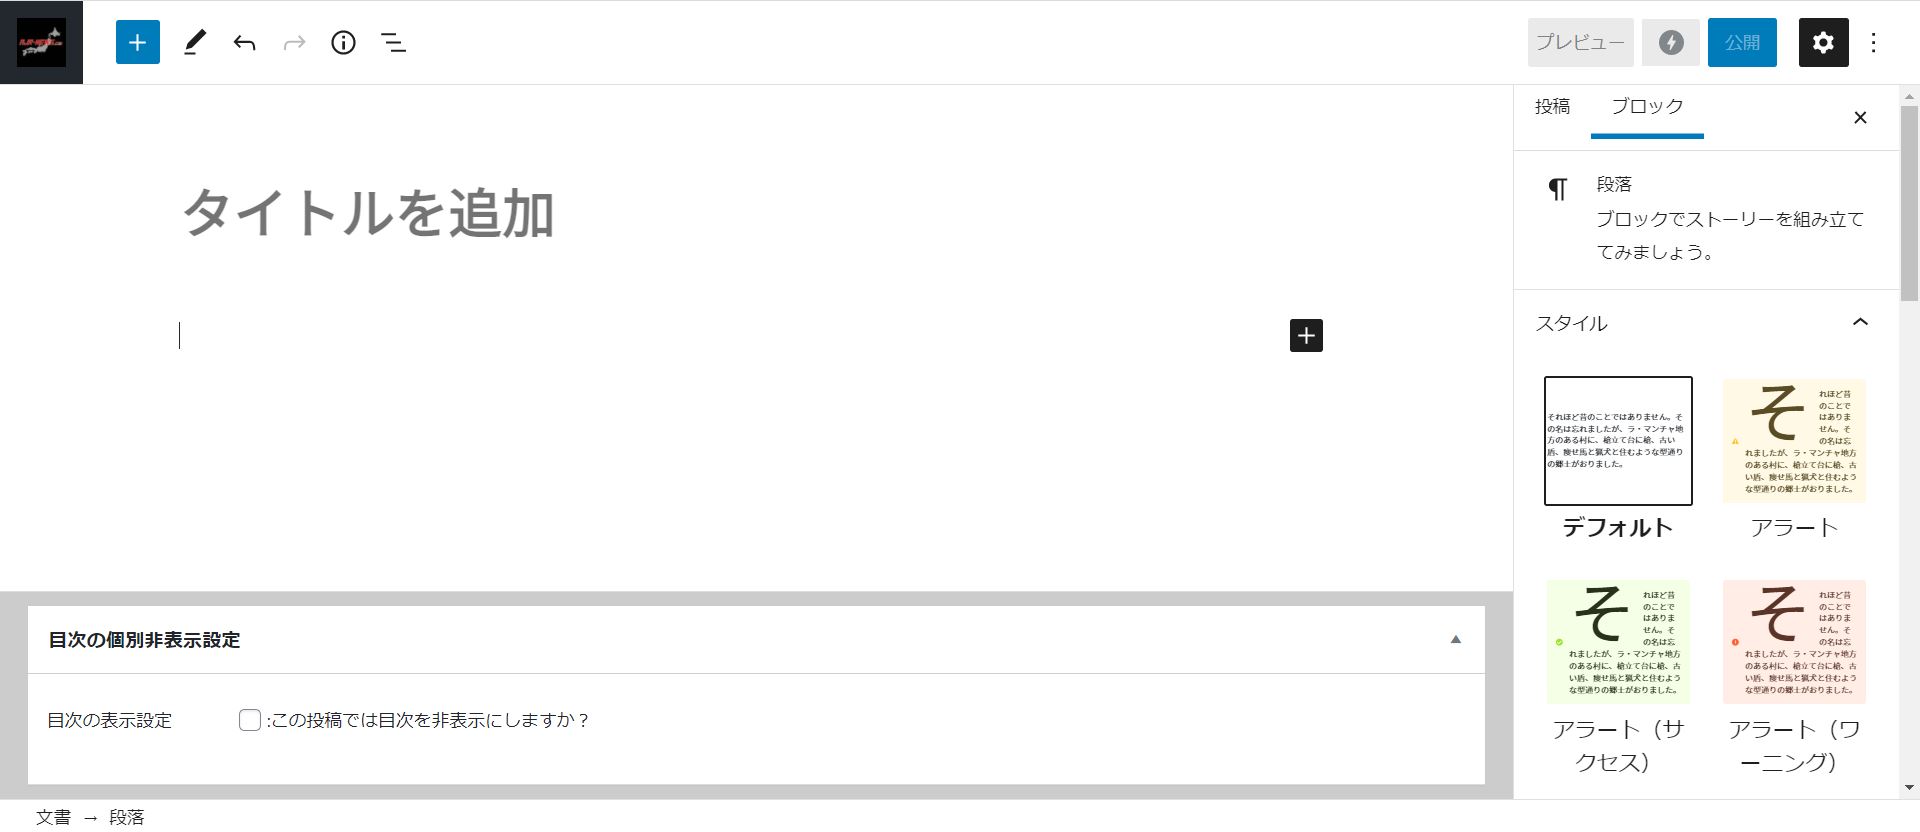 プレビュー
公開
投稿
ブロック
タイトルを追加
段落
ブロックでストーリーを組み立て
てみましょう。
スタイル
それほど昔のことではありません。そ
の名は忘れましたが、ラ・マンチャ地
方のある村に、槍立て台に槍、古い
盾、痩せ馬と猟犬と住むような型通り
の郷士がおりました。
デフォルト
そ
れほど昔
のことで
はありま
せん。そ
の名は忘
れましたが、ラ・マンチャ地方
のある村に、槍立て台に槍、古
い盾、痩せ馬と猟犬と住むよう
な型通りの郷士がおりました。
アラート
そ
れほど昔
のことで
はありま
せん。そ
の名は忘
れましたが、ラ・マンチャ地方
のある村に、槍立て台に槍、古
い盾、痩せ馬と猟犬と住むよう
な型通りの郷士がおりました。
アラート（サ
クセス）
そ
れほど昔
のことで
はありま
せん。そ
の名は忘
れましたが、ラ・マンチャ地方
のある村に、槍立て台に槍、古
い盾、痩せ馬と猟犬と住むよう
な型通りの郷士がおりました。
アラート（ワ
ーニング）
目次の個別非表示設定
目次の表示設定
:この投稿では目次を非表示にしますか？
文書 → 段落